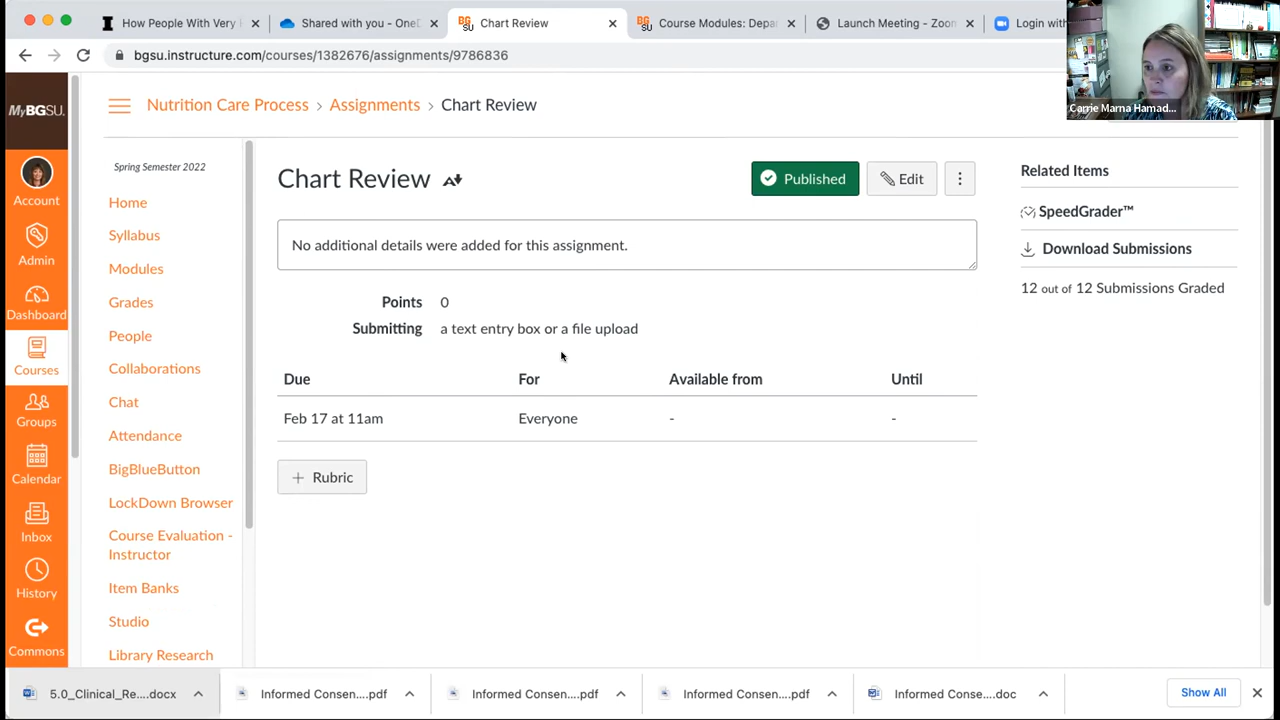 How People With Very
Shared with you - OneD
Chart Review
Course Modules: Depar
Launch Meeting - Zoom
Login with
bgsu.instructure.com/courses/1382676/assignments/9786836
Carrie Marna Hamad...
MyBGSU.
Account
Admin
Dashboard
Courses
Groups
Calendar
Inbox
History
Commons
Nutrition Care Process > Assignments > Chart Review
Spring Semester 2022
Home
Syllabus
Modules
Grades
People
Collaborations
Chat
Attendance
BigBlueButton
LockDown Browser
Course Evaluation -
Instructor
Item Banks
Studio
Library Research
Chart Review
Published
Edit
No additional details were added for this assignment.
Points 0
Submitting a text entry box or a file upload
Due For Available from Until
Feb 17 at 11am Everyone - -
+ Rubric
Related Items
SpeedGrader™
Download Submissions
12 out of 12 Submissions Graded
5.0_Clinical_Re....docx
Informed Consen....pdf
Informed Consen....pdf
Informed Consen....pdf
Informed Conse....doc
Show All